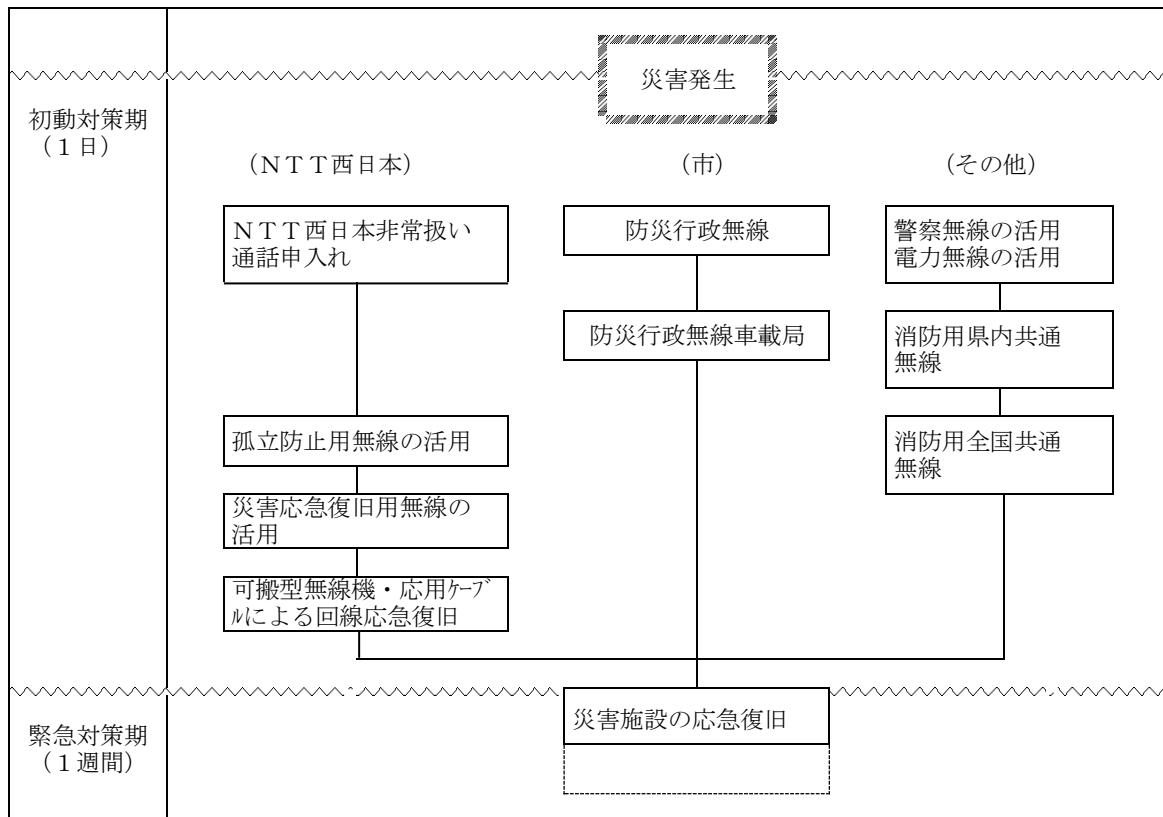 災害発生
初動対策期
（１日）
（ＮＴＴ西日本）
（市）
（その他）
ＮＴＴ西日本非常扱い
通話申入れ
防災行政無線
警察無線の活用
電力無線の活用
防災行政無線車載局
消防用県内共通
無線
孤立防止用無線の活用
消防用全国共通
無線
災害応急復旧用無線の
活用
可搬型無線機・応用ｹｰﾌﾞ
ﾙによる回線応急復旧
災害施設の応急復旧
緊急対策期
（１週間）